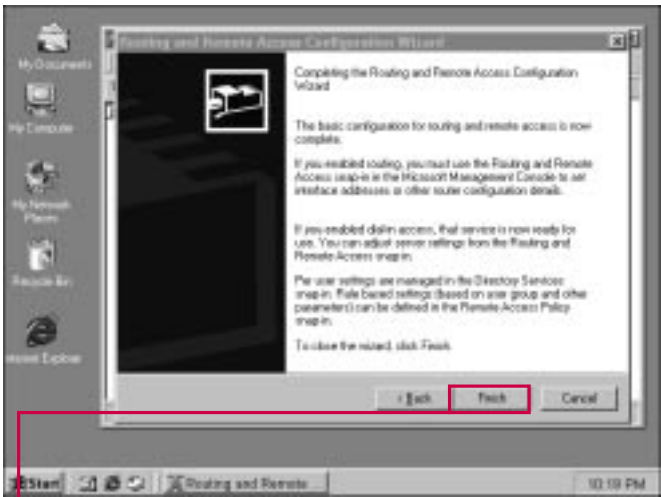 My Documents
My Computer
My Network
Places
Recycle Bin
Internet Explorer
Routing and Remote Access Configuration Wizard
Completing the Routing and Remote Access Configuration
Wizard
The basic configuration for routing and remote access is now
complete.
If you enabled routing, you must use the Routing and Remote
Access snap-in in the Microsoft Management Console to set
interface addresses or other router configuration details.
If you enabled dial-in access, that service is now ready for
use. You can adjust server settings from the Routing and
Remote Access snap-in.
Per user settings are managed in the Directory Services
snap-in. Rule based settings (based on user group and other
parameters) can be defined in the Remote Access Policy
snap-in.
To close the wizard, click Finish.
< Back
Finish
Cancel
Start
Routing and Remote ...
10:19 PM